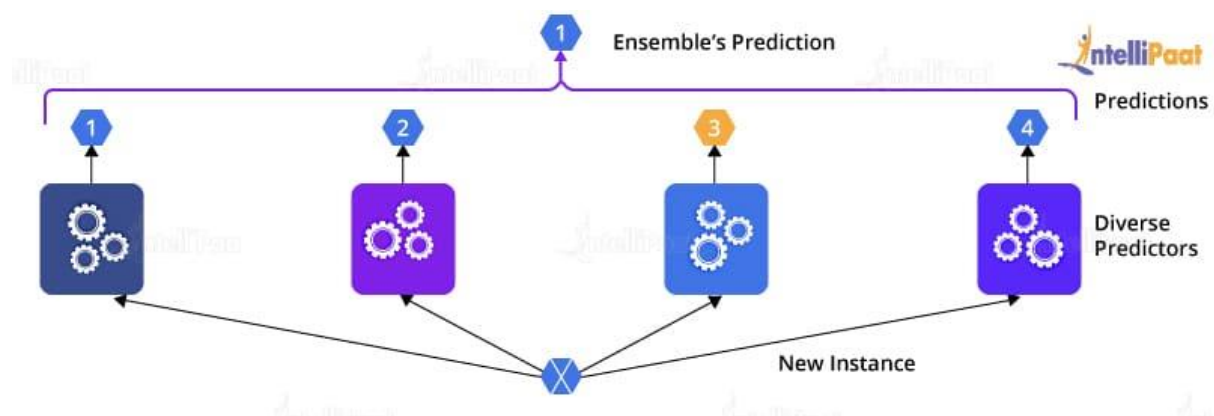 1
Ensemble's Prediction
IntelliPaat
Predictions
1
2
3
4
Diverse
Predictors
New Instance
X